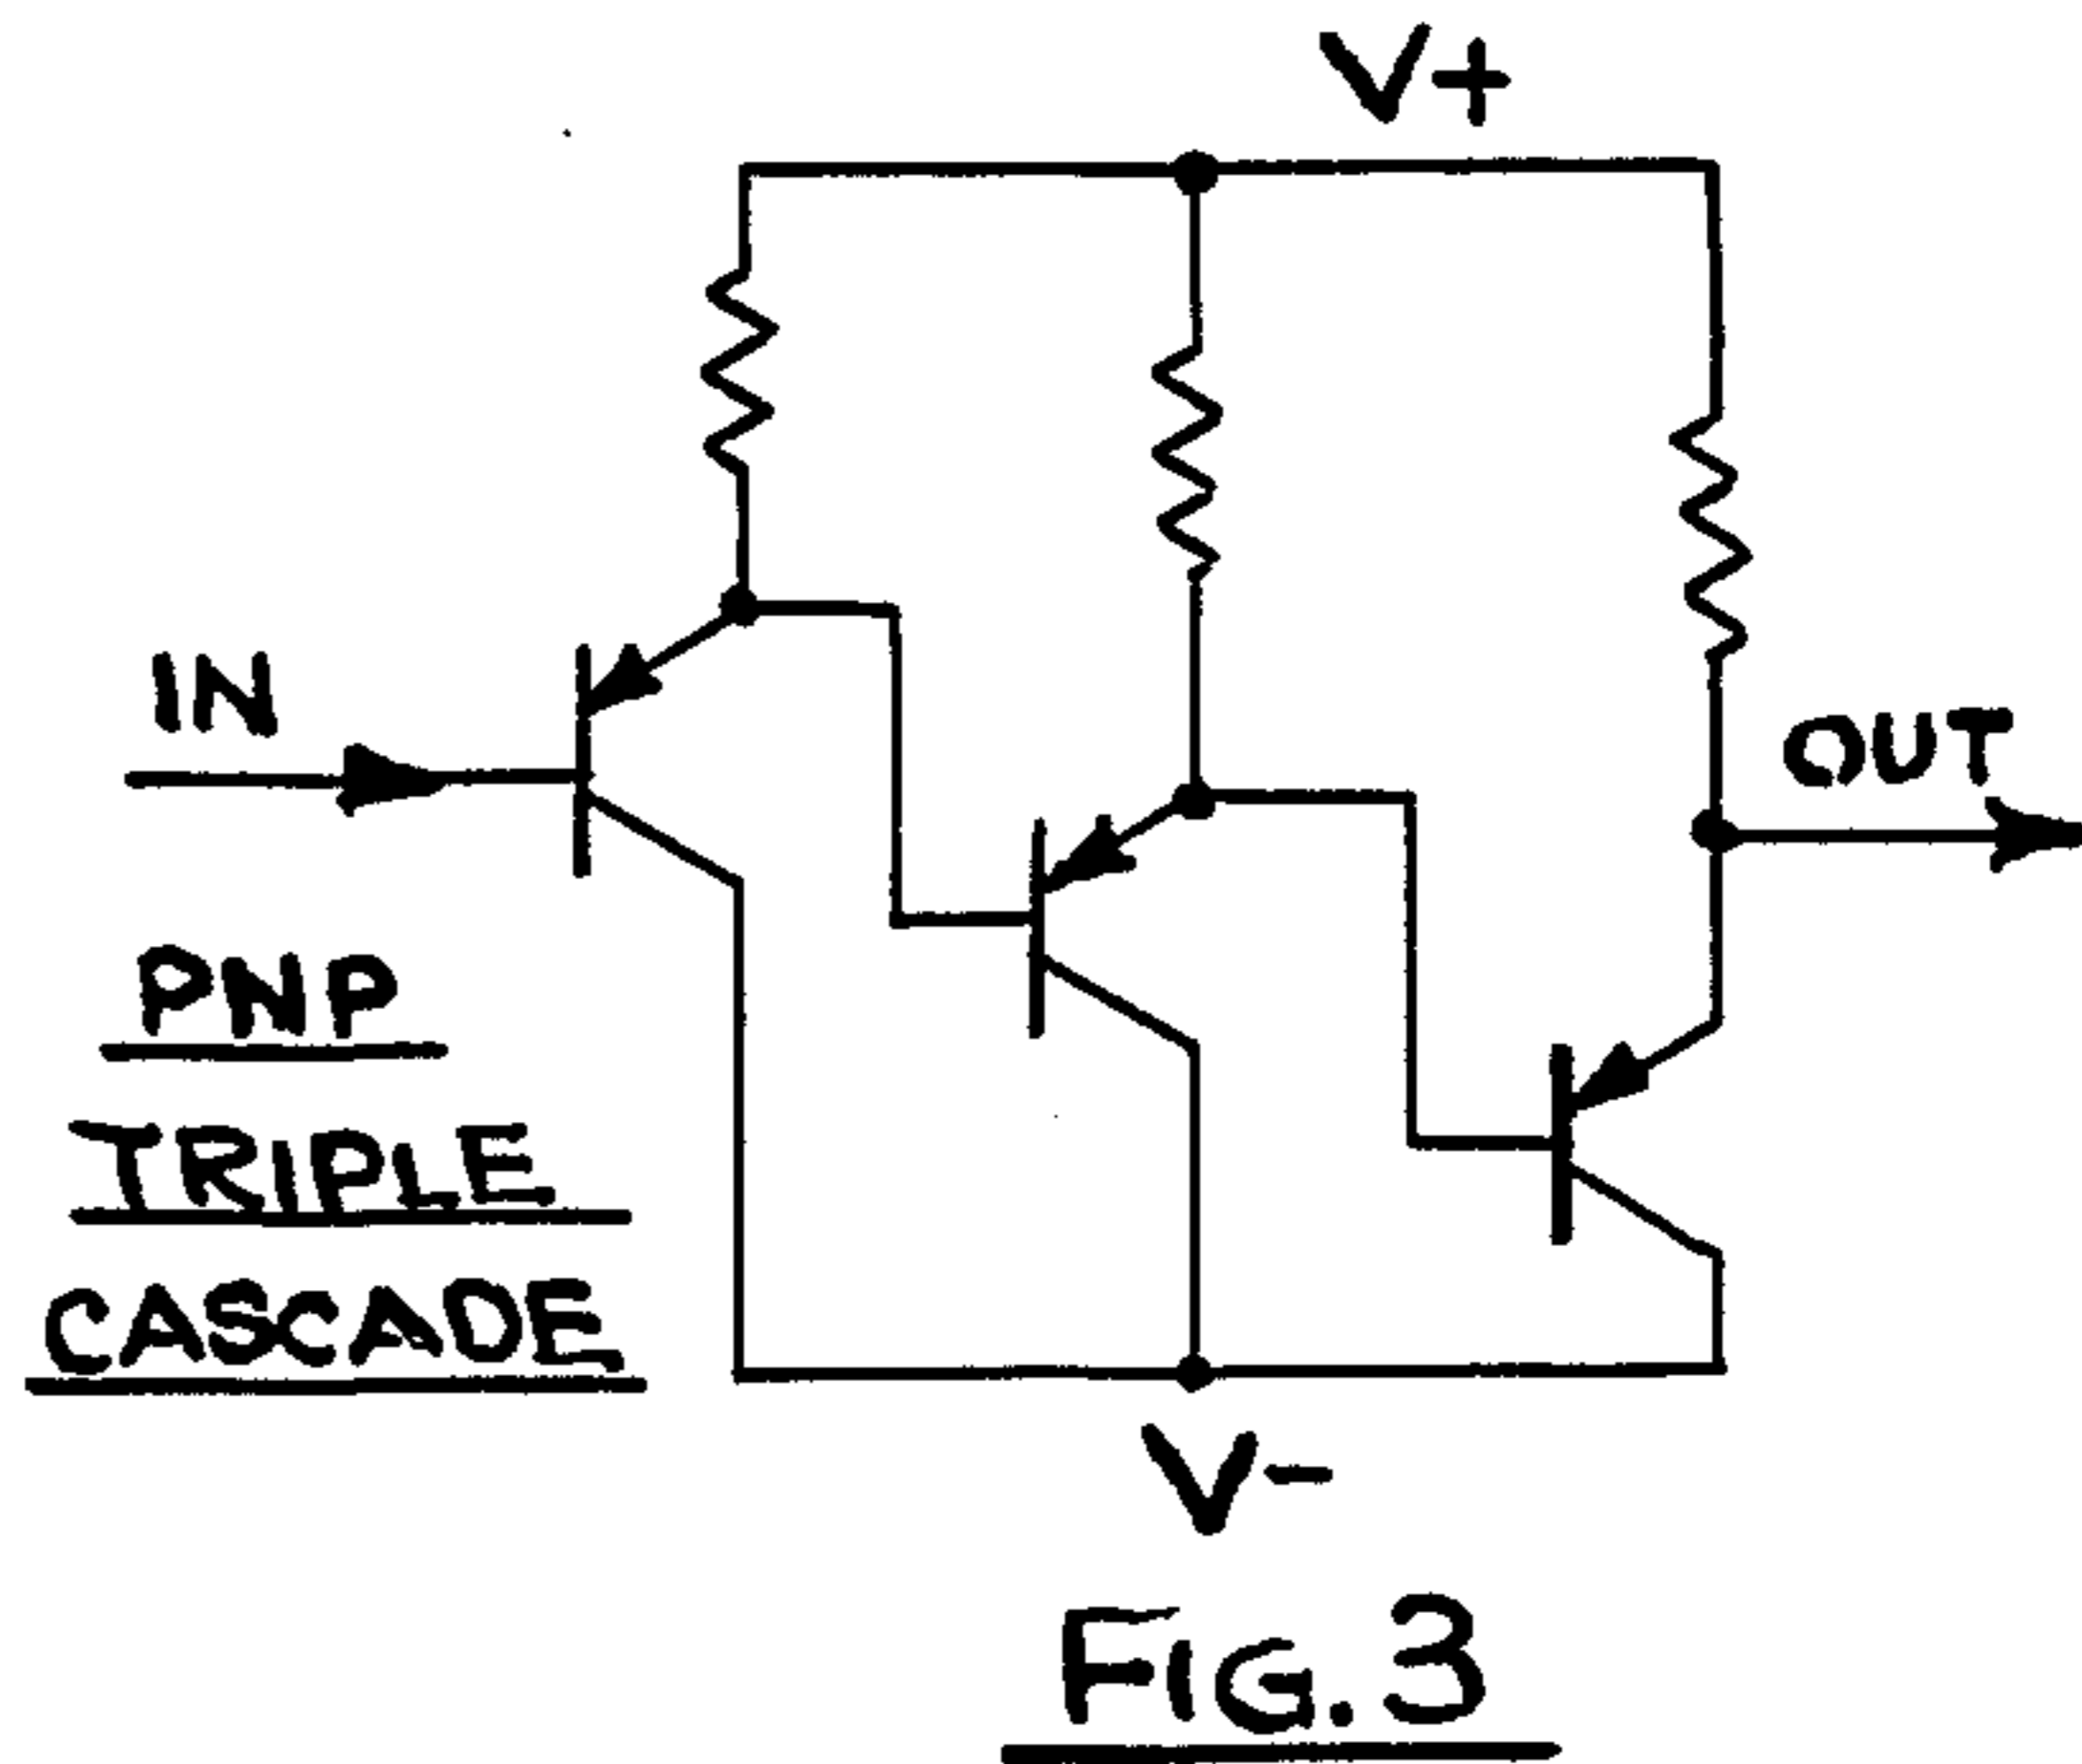 V+
IN
OUT
PNP
TRIPLE
CASCADE
V-
FIG. 3